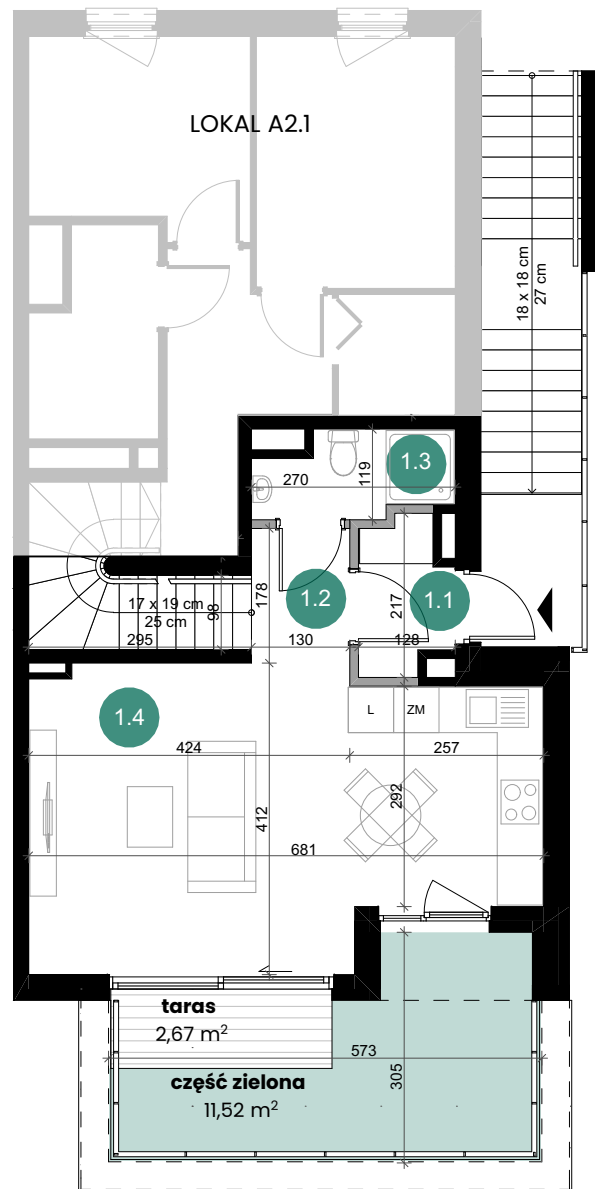 LOKAL A2.1
18 x 18 cm
27 cm
1.3
270
119
1.2
1.1
178
217
17 x 19 cm
25 cm
98
295
130
128
1.4
L
ZM
424
257
292
412
681
taras
2,67 m²
573
305
część zielona
11,52 m²